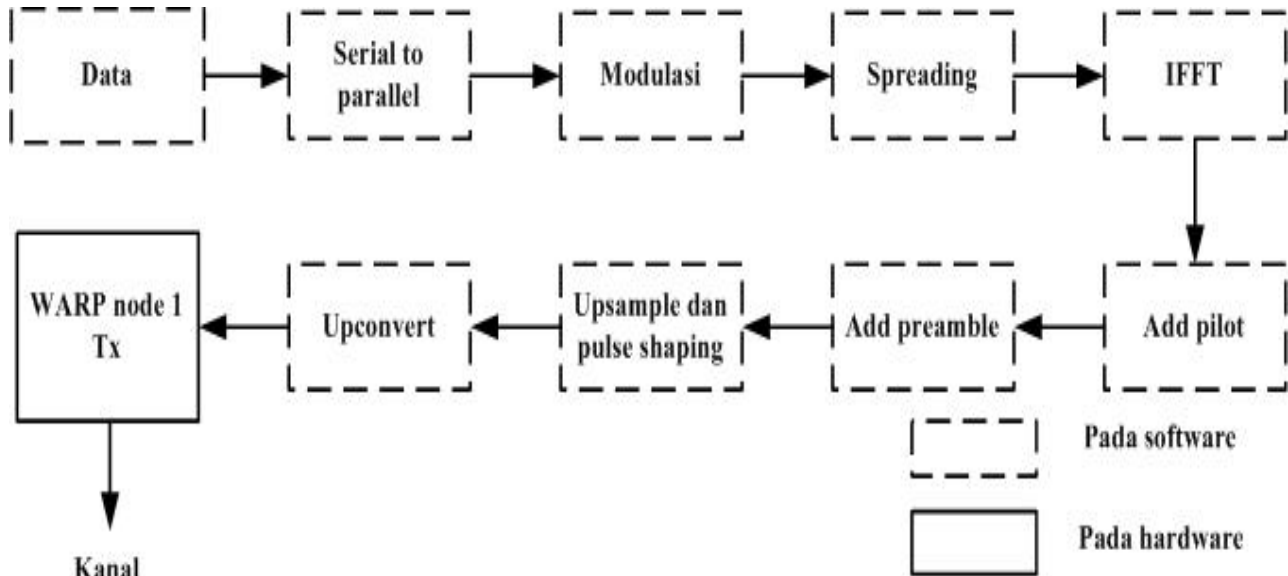 Data
Serial to
parallel
Modulasi
Spreading
IFFT
WARP node 1
Tx
Upconvert
Upsample dan
pulse shaping
Add preamble
Add pilot
Pada software
Pada hardware
Kanal